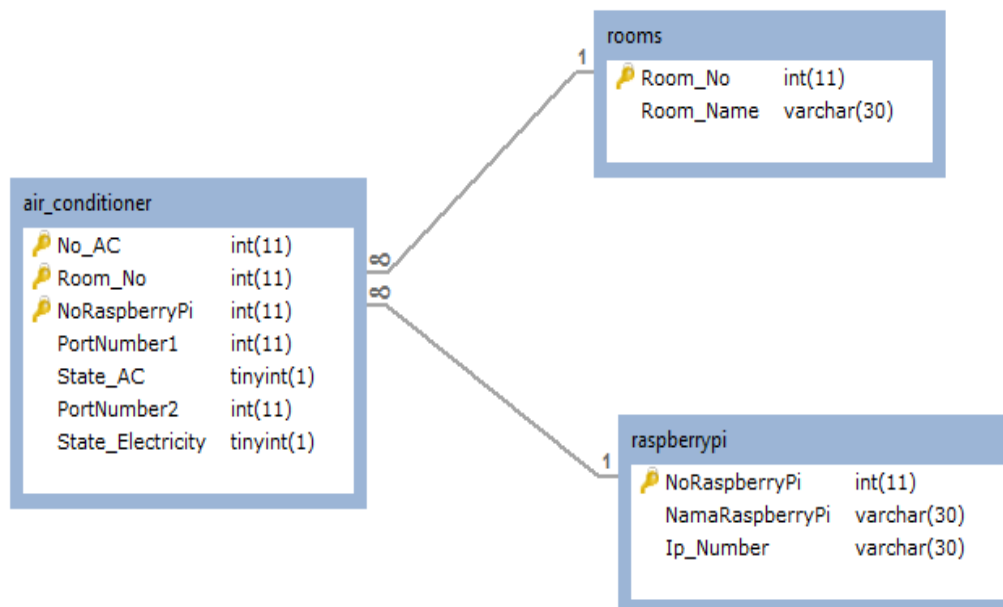 rooms
1
Room_No int(11)
Room_Name varchar(30)
air_conditioner
No_AC int(11)
Room_No int(11)
∞
NoRaspberryPi int(11)
∞
PortNumber1 int(11)
State_AC tinyint(1)
PortNumber2 int(11)
State_Electricity tinyint(1)
raspberrypi
1
NoRaspberryPi int(11)
NamaRaspberryPi varchar(30)
Ip_Number varchar(30)